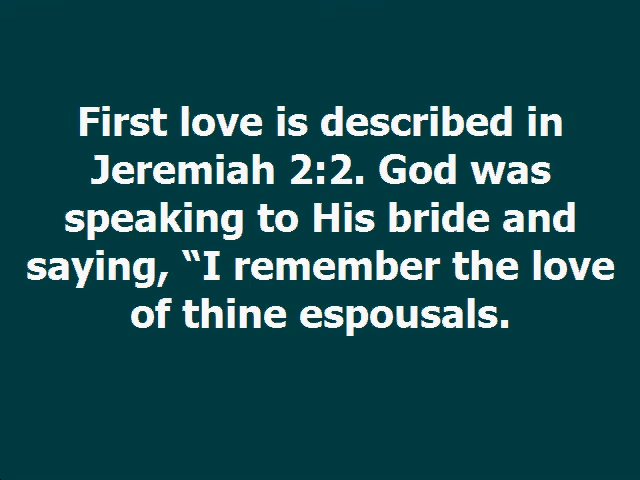 First love is described in
Jeremiah 2:2. God was
speaking to His bride and
saying, “I remember the love
of thine espousals.